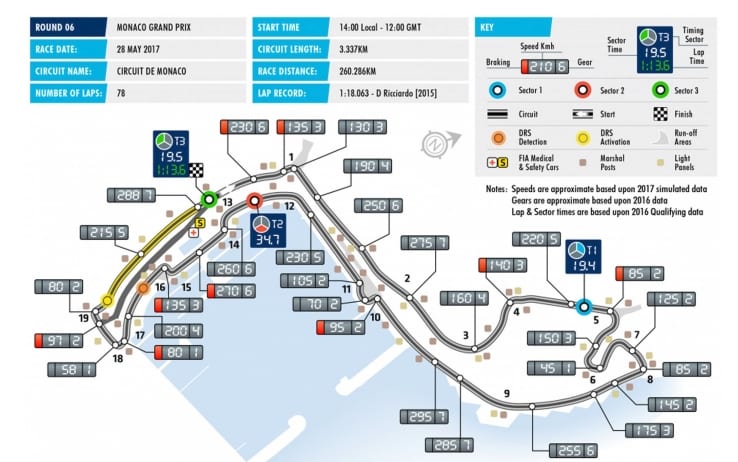 ROUND 06 MONACO GRAND PRIX START TIME 14:00 Local - 12:00 GMT
RACE DATE: 28 MAY 2017 CIRCUIT LENGTH: 3.337KM
CIRCUIT NAME: CIRCUIT DE MONACO RACE DISTANCE: 260.286KM
NUMBER OF LAPS: 78 LAP RECORD: 1:18.063 - D Ricciardo [2015]
KEY
Speed Kmh
Braking 210 6 Gear
Sector Time
T3
19.5
1:13.6
Timing Sector
Lap Time
Sector 1 Sector 2 Sector 3
Circuit Start Finish
DRS Detection DRS Activation Run-off Areas
FIA Medical & Safety Cars Marshal Posts Light Panels
S
Notes: Speeds are approximate based upon 2017 simulated data
Gears are approximate based upon 2016 data
Lap & Sector times are based upon 2016 Qualifying data
230 6 135 3 130 3
T3
19.5
1:13.6
1
190 4
288 7 13 12
250 6
S
T2
34.7
215 5 14
230 5
275 7
220 5
T1
19.4
260 6
140 3
85 2
16 15 270 6
105 2 11
2
160 4
4
5
125 2
80 2
135 3
70 2 10
19 17 200 4
95 2
3
150 3
7
97 2
18
80 1
6 8
58 1
45 1
85 2
295 7
9
145 2
285 7
175 3
255 6
N